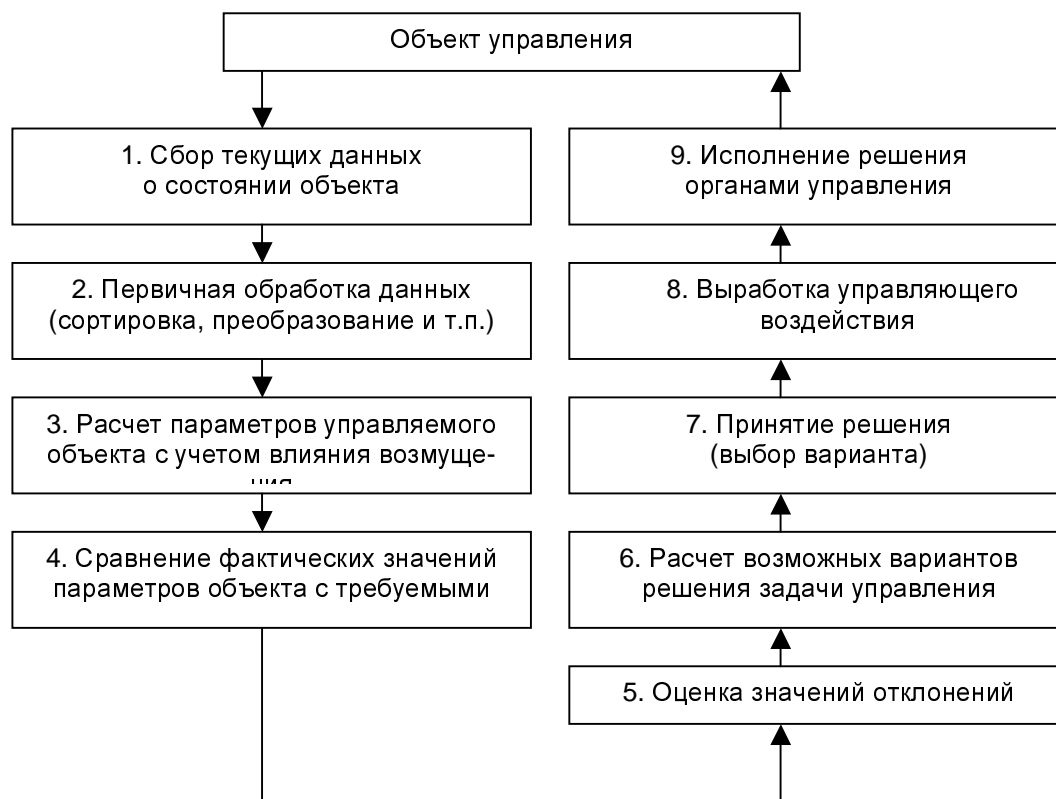 Объект управления
1. Сбор текущих данных
о состоянии объекта
2. Первичная обработка данных
(сортировка, преобразование и т.п.)
3. Расчет параметров управляемого
объекта с учетом влияния возмуще-
ния
4. Сравнение фактических значений
параметров объекта с требуемыми
9. Исполнение решения
органами управления
8. Выработка управляющего
воздействия
7. Принятие решения
(выбор варианта)
6. Расчет возможных вариантов
решения задачи управления
5. Оценка значений отклонений